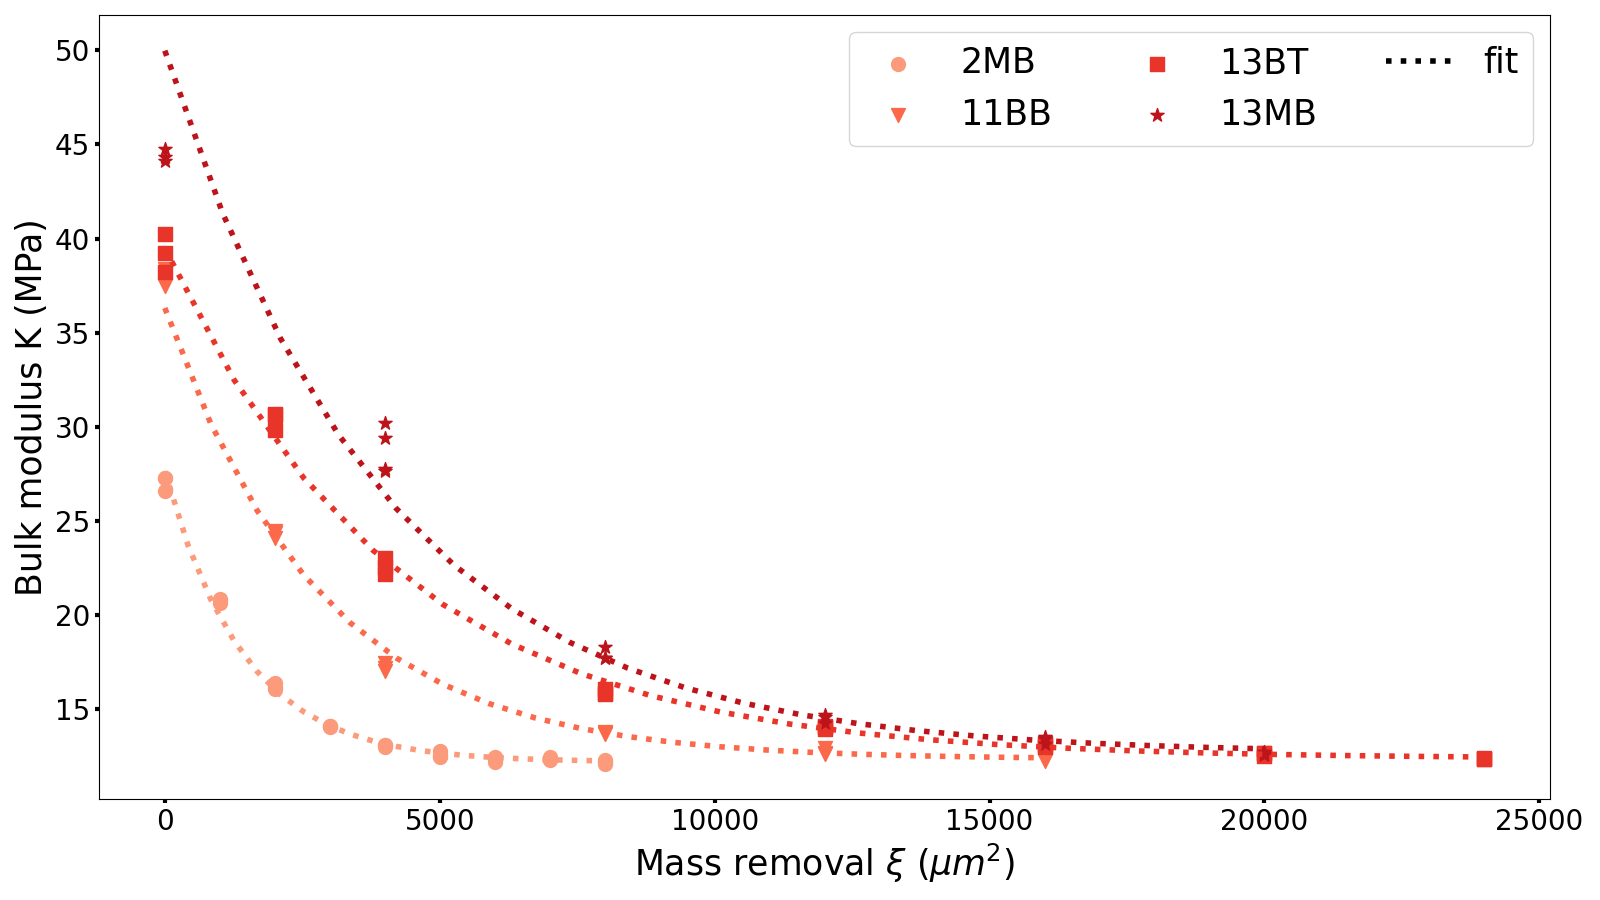 2MB
11BB
13BT
13MB
fit
Bulk modulus K (MPa)
50
45
40
35
30
25
20
15
0
5000
10000
15000
20000
25000
Mass removal ξ (μm²)